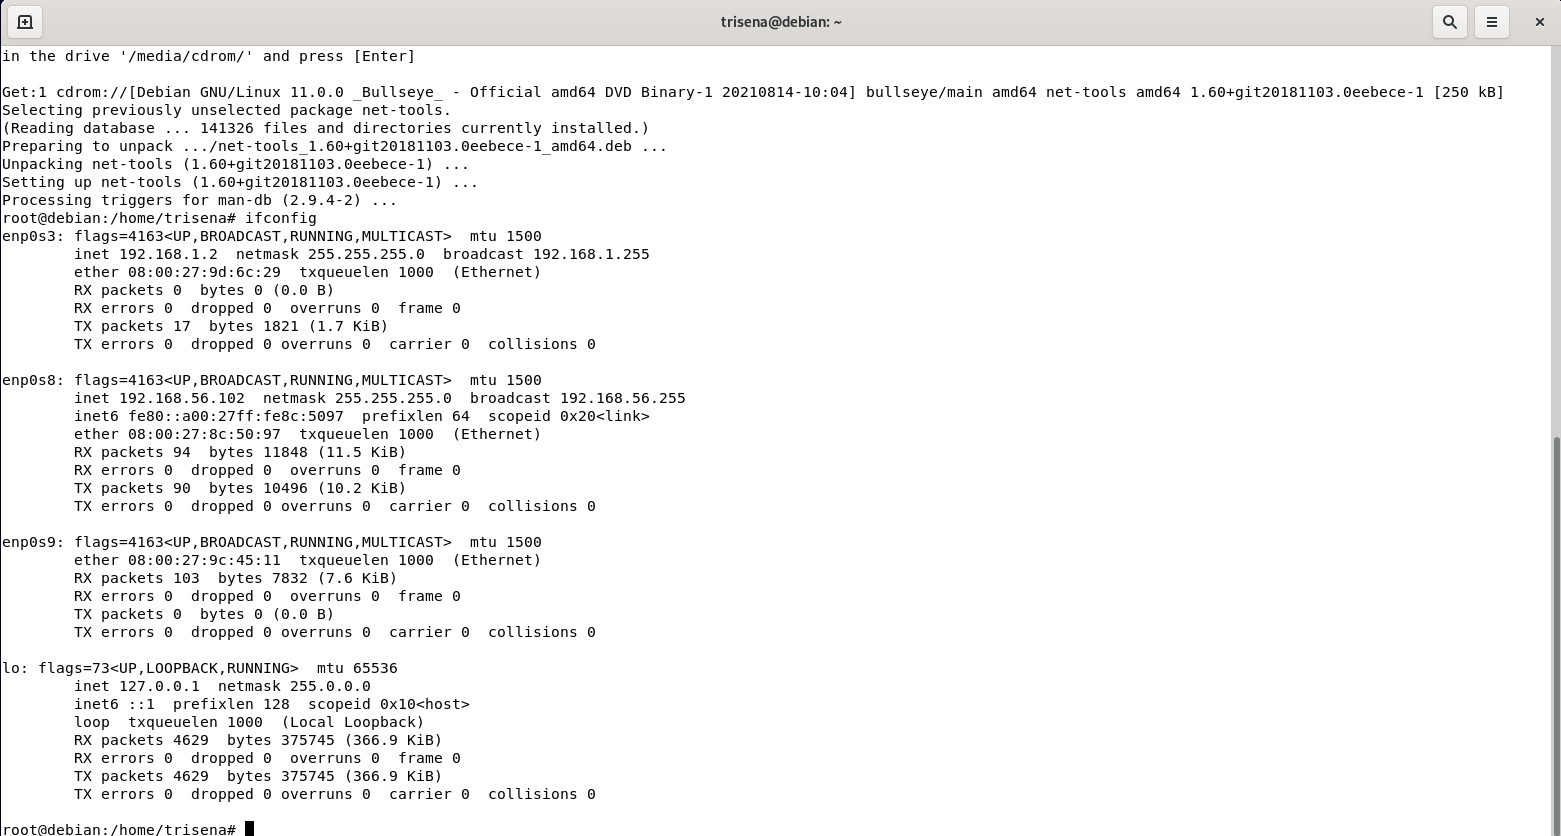 trisena@debian: ~
in the drive '/media/cdrom/' and press [Enter]
Get:1 cdrom://[Debian GNU/Linux 11.0.0 _Bullseye_ - Official amd64 DVD Binary-1 20210814-10:04] bullseye/main amd64 net-tools amd64 1.60+git20181103.0eebece-1 [250 kB]
Selecting previously unselected package net-tools.
(Reading database ... 141326 files and directories currently installed.)
Preparing to unpack .../net-tools_1.60+git20181103.0eebece-1_amd64.deb ...
Unpacking net-tools (1.60+git20181103.0eebece-1) ...
Setting up net-tools (1.60+git20181103.0eebece-1) ...
Processing triggers for man-db (2.9.4-2) ...
root@debian:/home/trisena# ifconfig
enp0s3: flags=4163<UP,BROADCAST,RUNNING,MULTICAST>  mtu 1500
        inet 192.168.1.2  netmask 255.255.255.0  broadcast 192.168.1.255
        ether 08:00:27:9d:6c:29  txqueuelen 1000  (Ethernet)
        RX packets 0  bytes 0 (0.0 B)
        RX errors 0  dropped 0  overruns 0  frame 0
        TX packets 17  bytes 1821 (1.7 KiB)
        TX errors 0  dropped 0 overruns 0  carrier 0  collisions 0
enp0s8: flags=4163<UP,BROADCAST,RUNNING,MULTICAST>  mtu 1500
        inet 192.168.56.102  netmask 255.255.255.0  broadcast 192.168.56.255
        inet6 fe80::a00:27ff:fe8c:5097  prefixlen 64  scopeid 0x20<link>
        ether 08:00:27:8c:50:97  txqueuelen 1000  (Ethernet)
        RX packets 94  bytes 11848 (11.5 KiB)
        RX errors 0  dropped 0  overruns 0  frame 0
        TX packets 90  bytes 10496 (10.2 KiB)
        TX errors 0  dropped 0 overruns 0  carrier 0  collisions 0
enp0s9: flags=4163<UP,BROADCAST,RUNNING,MULTICAST>  mtu 1500
        ether 08:00:27:9c:45:11  txqueuelen 1000  (Ethernet)
        RX packets 103  bytes 7832 (7.6 KiB)
        RX errors 0  dropped 0  overruns 0  frame 0
        TX packets 0  bytes 0 (0.0 B)
        TX errors 0  dropped 0 overruns 0  carrier 0  collisions 0
lo: flags=73<UP,LOOPBACK,RUNNING>  mtu 65536
        inet 127.0.0.1  netmask 255.0.0.0
        inet6 ::1  prefixlen 128  scopeid 0x10<host>
        loop  txqueuelen 1000  (Local Loopback)
        RX packets 4629  bytes 375745 (366.9 KiB)
        RX errors 0  dropped 0  overruns 0  frame 0
        TX packets 4629  bytes 375745 (366.9 KiB)
        TX errors 0  dropped 0 overruns 0  carrier 0  collisions 0
root@debian:/home/trisena#